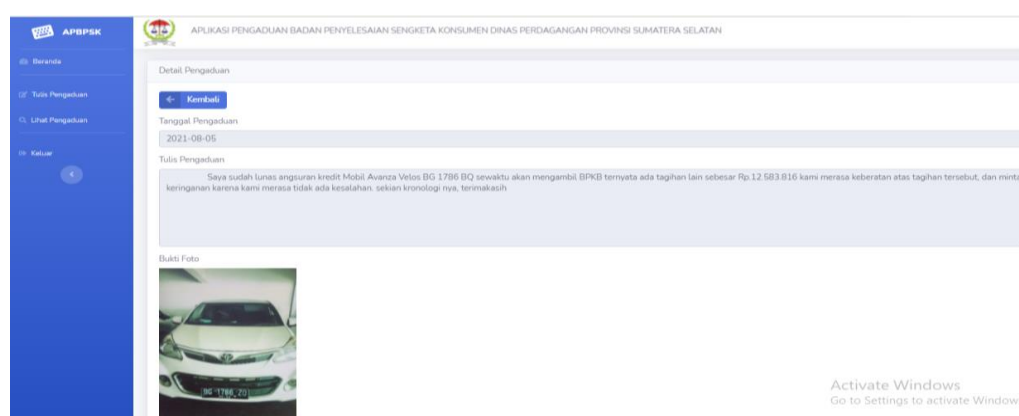 APBPSK
APLIKASI PENGADUAN BADAN PENYELESAIAN SENGKETA KONSUMEN DINAS PERDAGANGAN PROVINSI SUMATERA SELATAN
Beranda
Tulis Pengaduan
Lihat Pengaduan
Keluar
Detail Pengaduan
Kembali
Tanggal Pengaduan
2021-08-05
Tulis Pengaduan
Saya sudah lunas angsuran kredit Mobil Avanza Velos BG 1786 BQ sewaktu akan mengambil BPKB ternyata ada tagihan lain sebesar Rp.12.583.816 kami merasa keberatan atas tagihan tersebut, dan minta
keringanan karena kami merasa tidak ada kesalahan. sekian kronologi nya, terimakasih
Bukti Foto
BG 1786 ZQ
Activate Windows
Go to Settings to activate Window